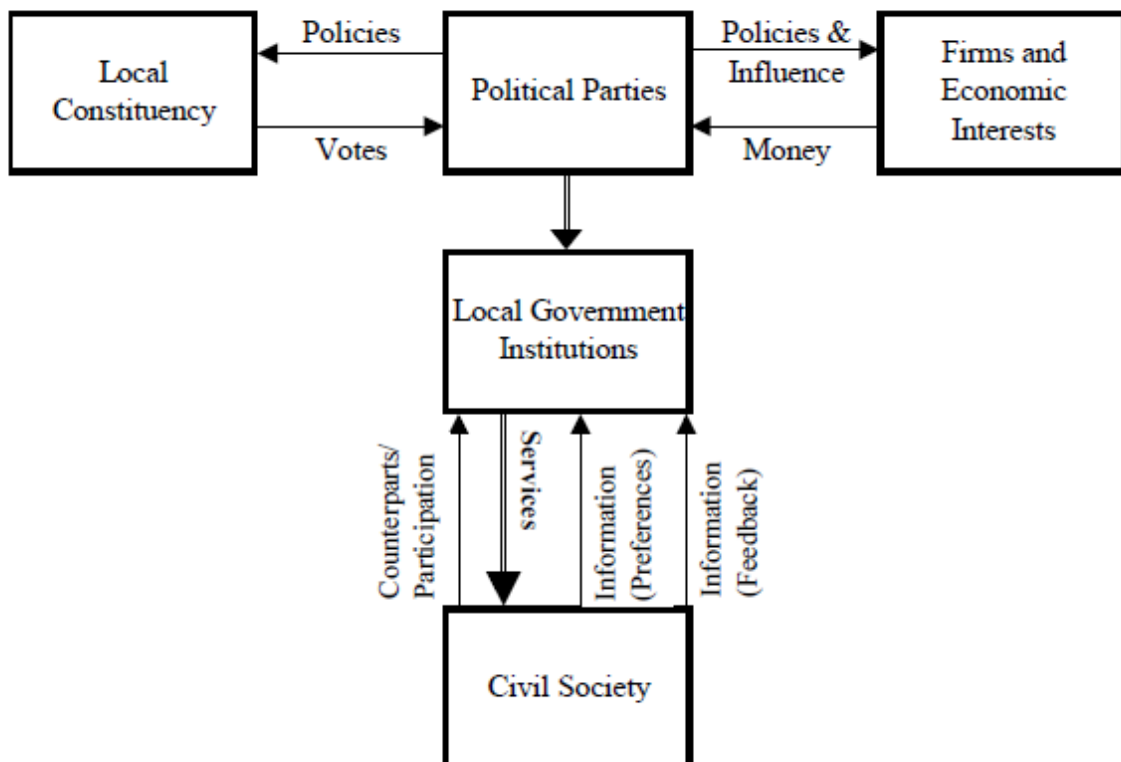 Policies
Local
Constituency
Votes
Political Parties
Policies &
Influence
Money
Firms and
Economic
Interests
Local Government
Institutions
Counterparts/
Participation
Services
Information
(Preferences)
Information
(Feedback)
Civil Society